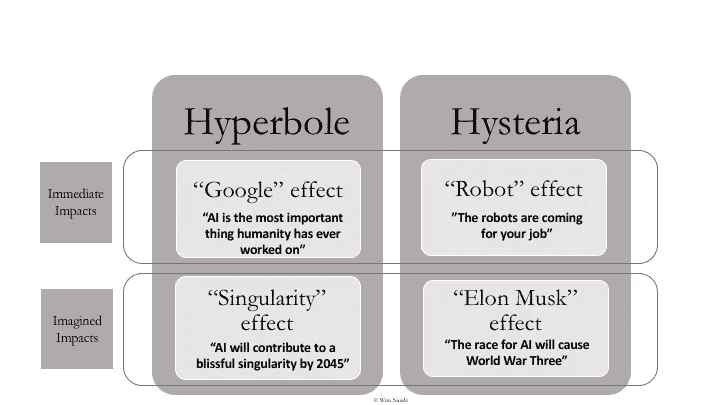 Hyperbole
Hysteria
Immediate
Impacts
“Google” effect
“AI is the most important
thing humanity has ever
worked on”
“Robot” effect
”The robots are coming
for your job”
Imagined
Impacts
“Singularity”
effect
“AI will contribute to a
blissful singularity by 2045”
“Elon Musk”
effect
“The race for AI will cause
World War Three”
© Wim Naudé